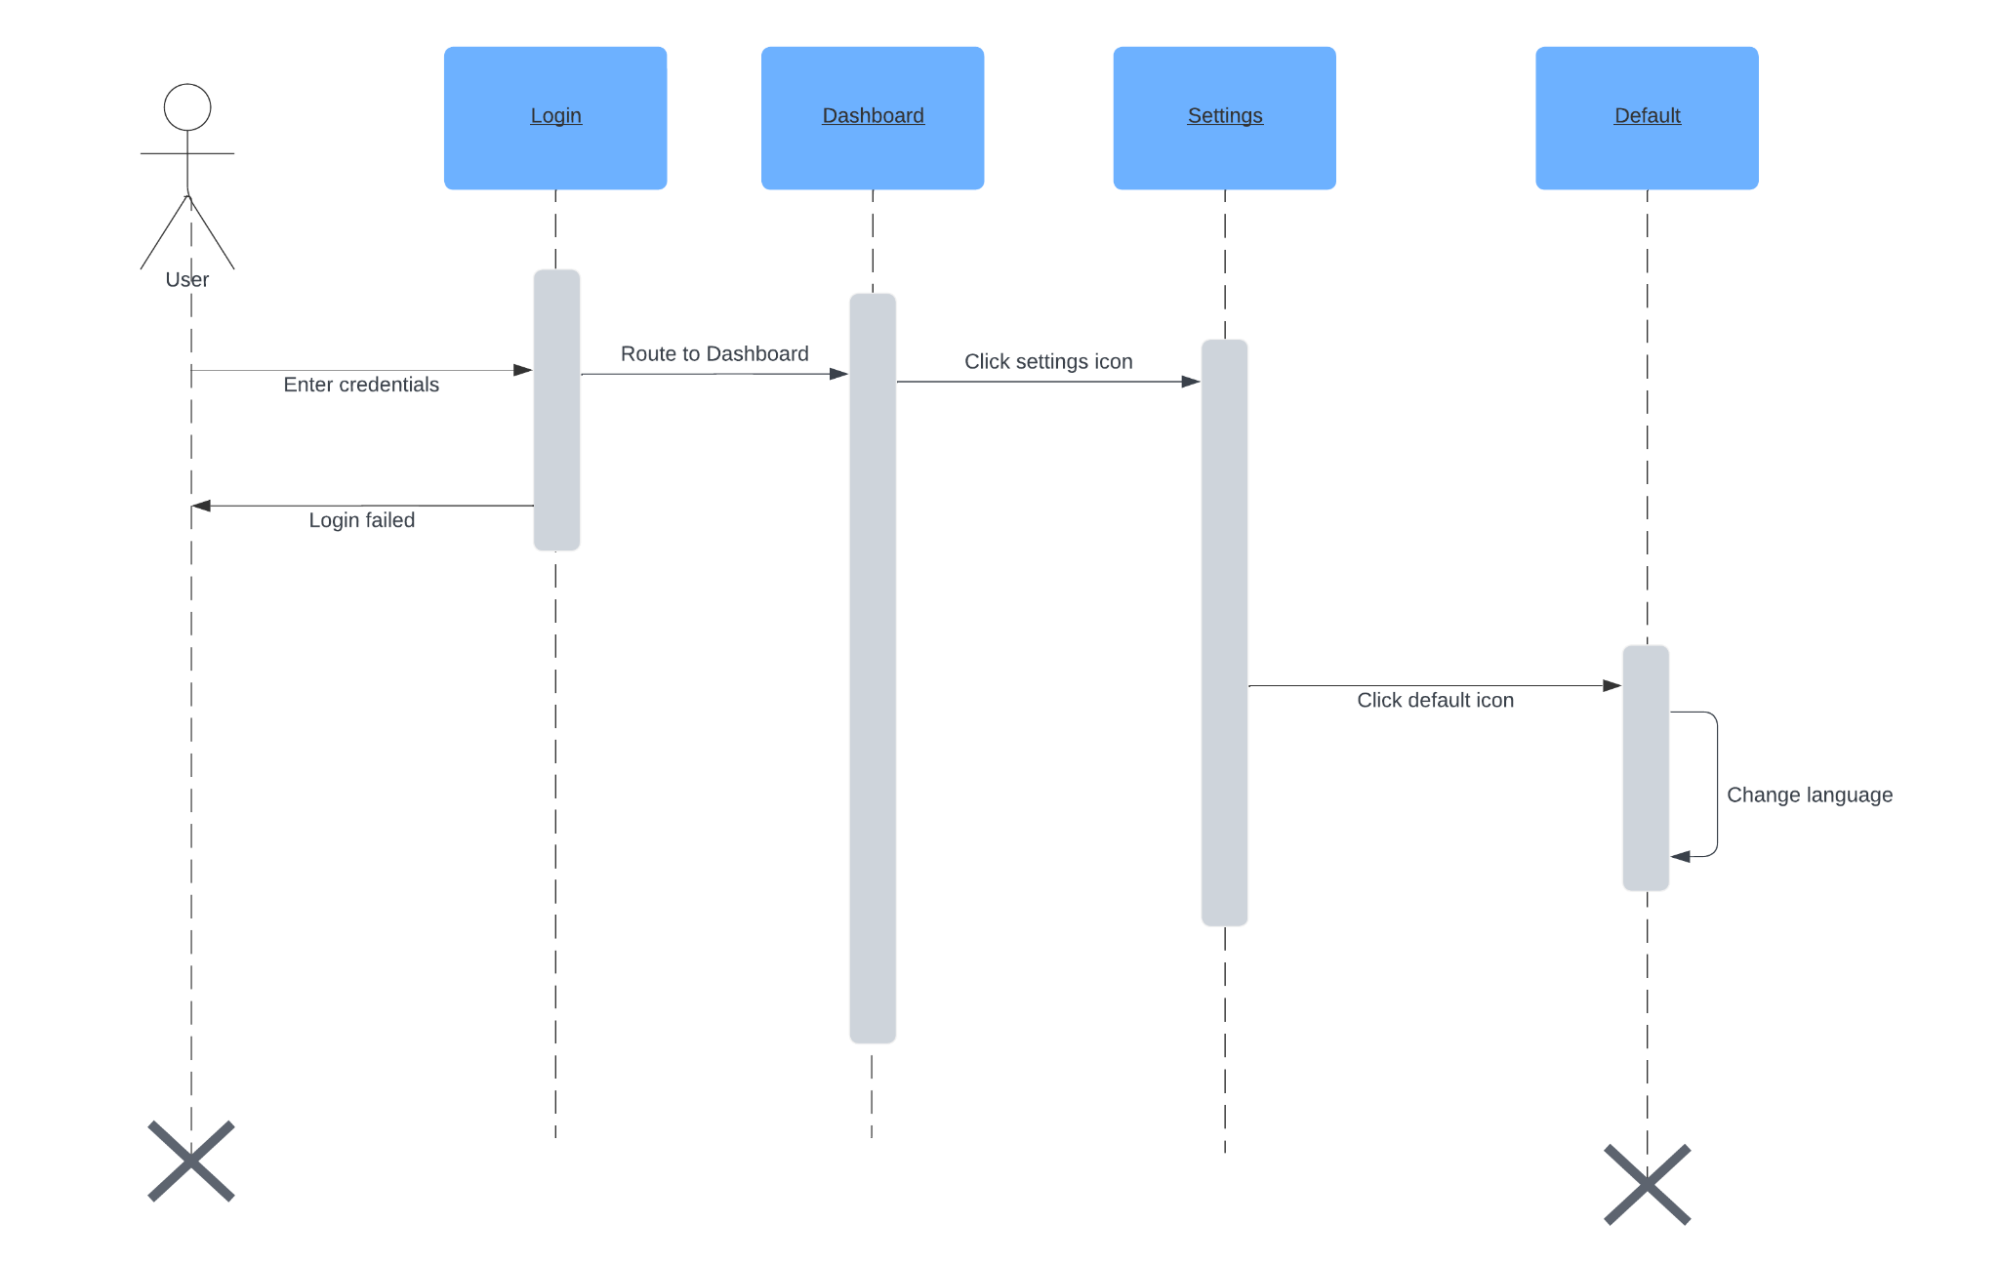 Login
Dashboard
Settings
Default
User
Route to Dashboard
Click settings icon
Enter credentials
Login failed
Click default icon
Change language